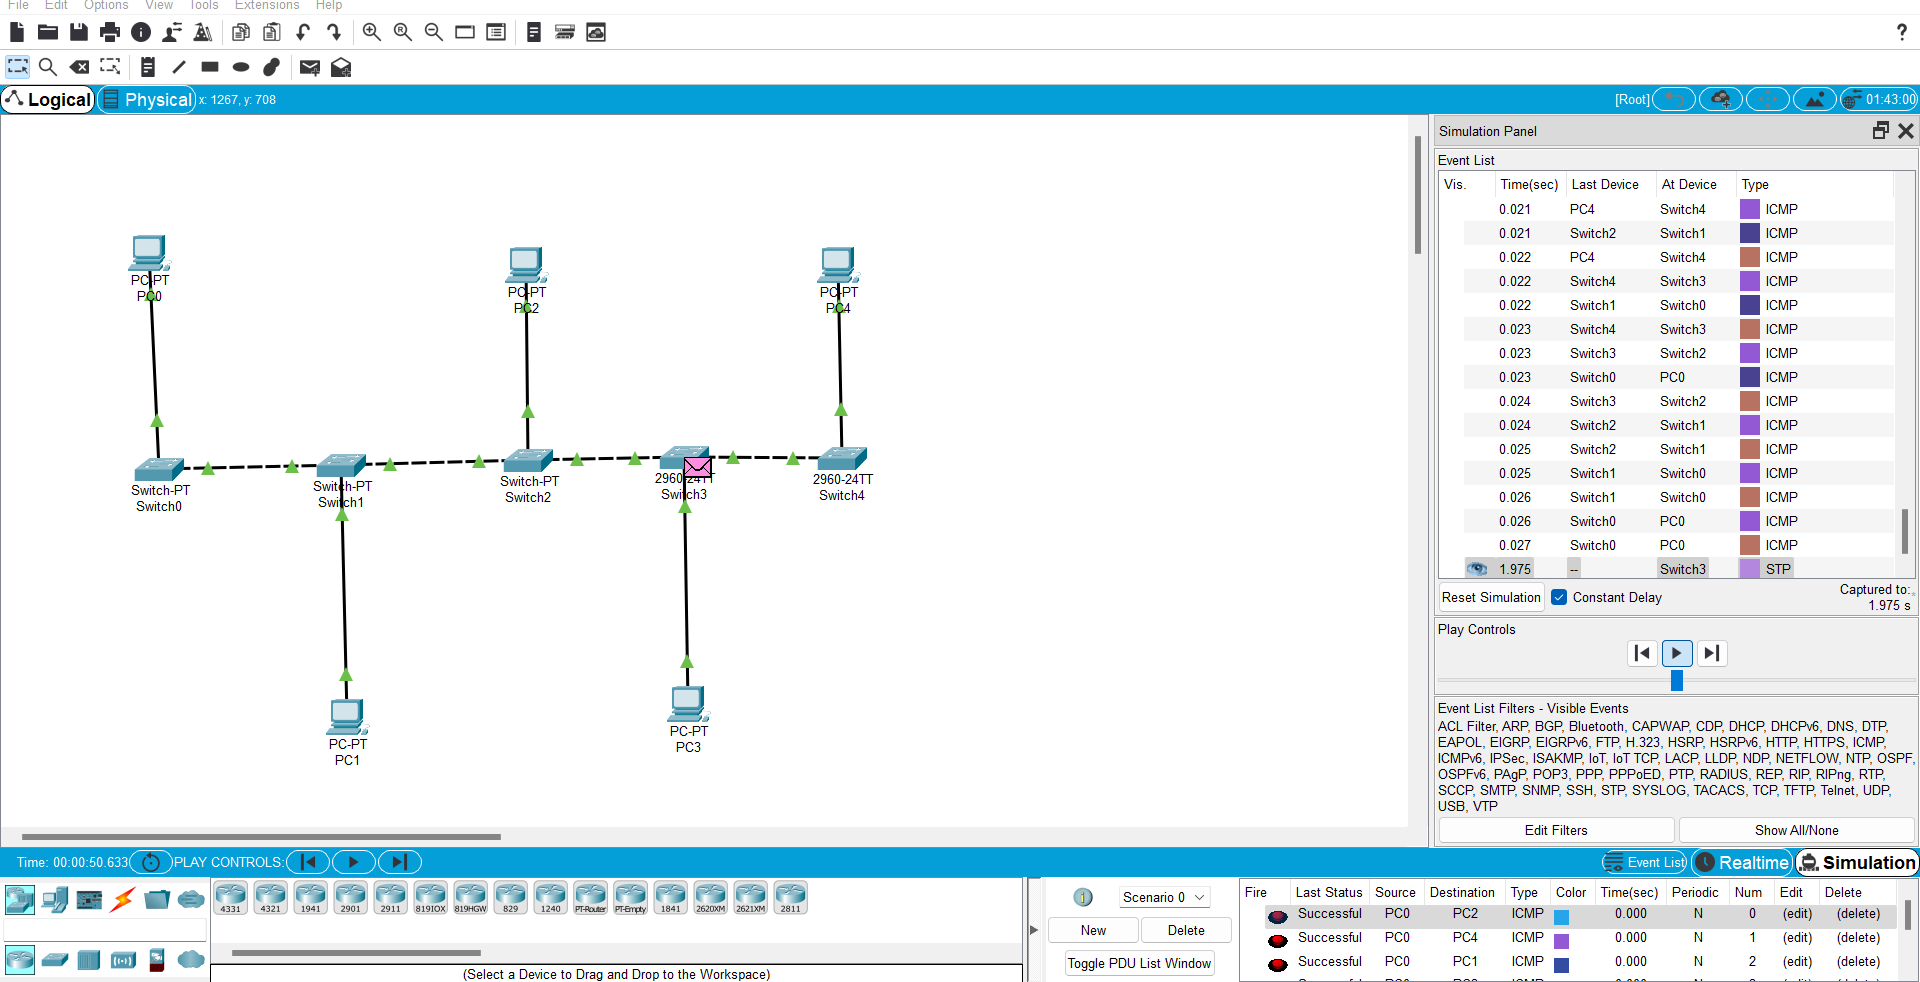 File Edit Options View Tools Extensions Window Help
?
Logical Physical x: 1267, y: 708 [Root] 01:43:00
PC-PT
PC0
PC-PT
PC2
PC-PT
PC4
Switch-PT
Switch0
Switch-PT
Switch1
Switch-PT
Switch2
2960-24TT
Switch3
2960-24TT
Switch4
PC-PT
PC1
PC-PT
PC3
Simulation Panel
Event List
Vis. Time(sec) Last Device At Device Type
0.021 PC4 Switch4 ICMP
0.021 Switch2 Switch1 ICMP
0.022 PC4 Switch4 ICMP
0.022 Switch4 Switch3 ICMP
0.022 Switch1 Switch0 ICMP
0.023 Switch4 Switch3 ICMP
0.023 Switch3 Switch2 ICMP
0.023 Switch0 PC0 ICMP
0.024 Switch3 Switch2 ICMP
0.024 Switch2 Switch1 ICMP
0.025 Switch2 Switch1 ICMP
0.025 Switch1 Switch0 ICMP
0.026 Switch1 Switch0 ICMP
0.026 Switch0 PC0 ICMP
0.027 Switch0 PC0 ICMP
1.975 -- Switch3 STP
Reset Simulation Constant Delay Captured to:
1.975 s
Play Controls
Event List Filters - Visible Events
ACL Filter, ARP, BGP, Bluetooth, CAPWAP, CDP, DHCP, DHCPv6, DNS, DTP,
EAPOL, EIGRP, EIGRPv6, FTP, H.323, HSRP, HSRPv6, HTTP, HTTPS, ICMP,
ICMPv6, IPSec, ISAKMP, IoT, IoT TCP, LACP, LLDP, NDP, NETFLOW, NTP, OSPF,
OSPFv6, PAgP, POP3, PPP, PPPoED, PTP, RADIUS, REP, RIP, RIPng, RTP,
SCCP, SMTP, SNMP, SSH, STP, SYSLOG, TACACS, TCP, TFTP, Telnet, UDP,
USB, VTP
Edit Filters Show All/None
Time: 00:00:50.633 PLAY CONTROLS: Event List Realtime Simulation
4331 4321 1941 2901 2911 819IOX 819HGW 829 1240 PT-Router PT-Empty 1841 2620XM 2621XM 2811
(Select a Device to Drag and Drop to the Workspace)
Scenario 0
New Delete
Toggle PDU List Window
Fire Last Status Source Destination Type Color Time(sec) Periodic Num Edit Delete
Successful PC0 PC2 ICMP 0.000 N 0 (edit) (delete)
Successful PC0 PC4 ICMP 0.000 N 1 (edit) (delete)
Successful PC0 PC1 ICMP 0.000 N 2 (edit) (delete)